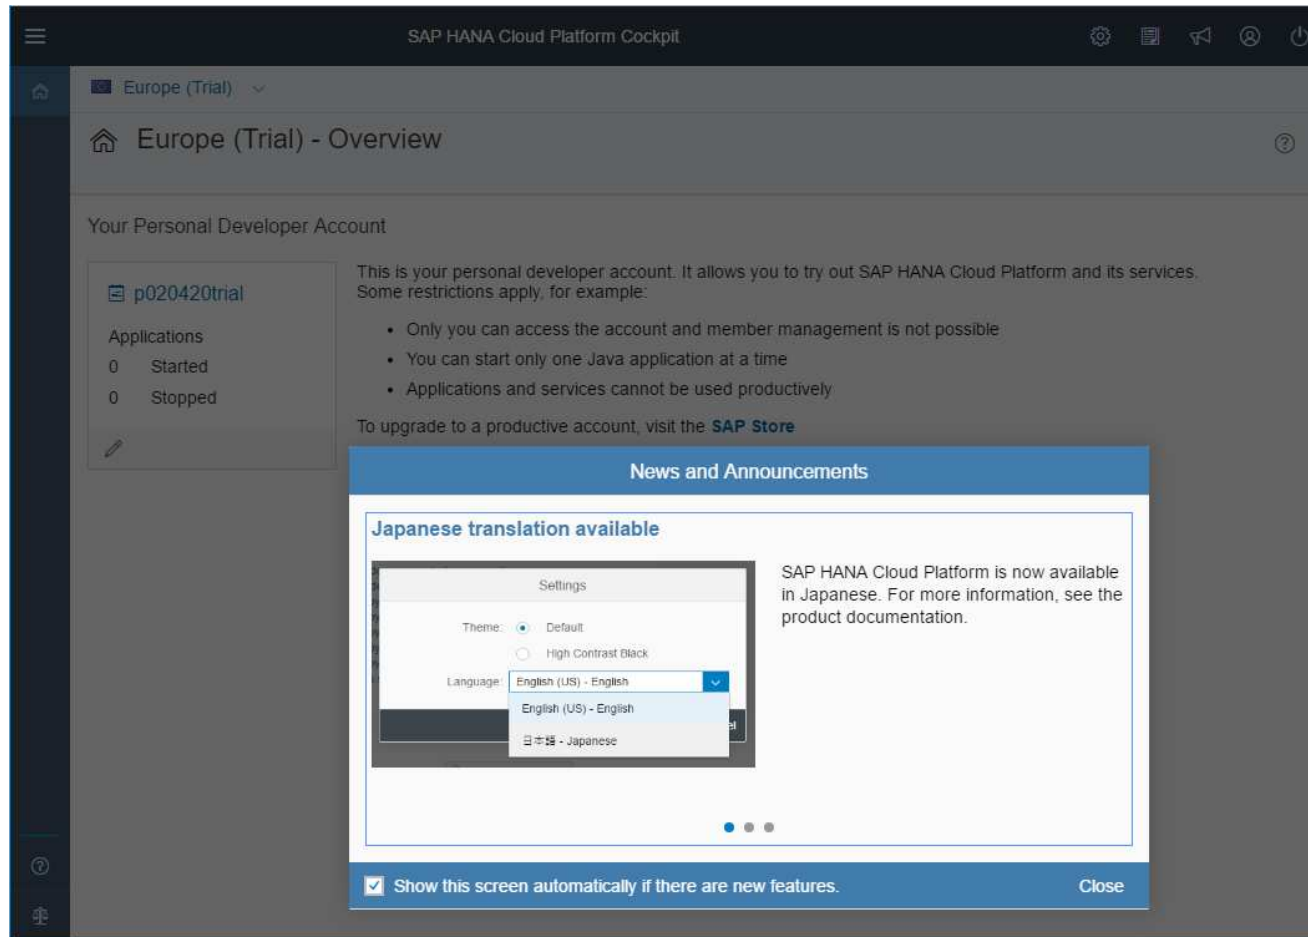 SAP HANA Cloud Platform Cockpit
Europe (Trial)
Europe (Trial) - Overview
Your Personal Developer Account
p020420trial
Applications
0 Started
0 Stopped
This is your personal developer account. It allows you to try out SAP HANA Cloud Platform and its services.
Some restrictions apply, for example:
• Only you can access the account and member management is not possible
• You can start only one Java application at a time
• Applications and services cannot be used productively
To upgrade to a productive account, visit the SAP Store
News and Announcements
Japanese translation available
Settings
Theme: Default
High Contrast Black
Language: English (US) - English
English (US) - English
日本語 - Japanese
SAP HANA Cloud Platform is now available
in Japanese. For more information, see the
product documentation.
Show this screen automatically if there are new features.
Close